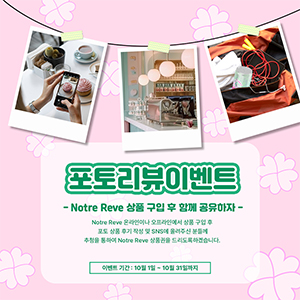 포토리뷰이벤트
- Notre Reve 상품 구입 후 함께 공유하자 -
Notre Reve 온라인이나 오프라인에서 상품 구입 후
포토 상품 후기 작성 및 SNS에 올려주신 분들께
추첨을 통하여 Notre Reve 상품권을 드리도록하겠습니다.
이벤트 기간 : 10월 1일 ~ 10월 31일까지